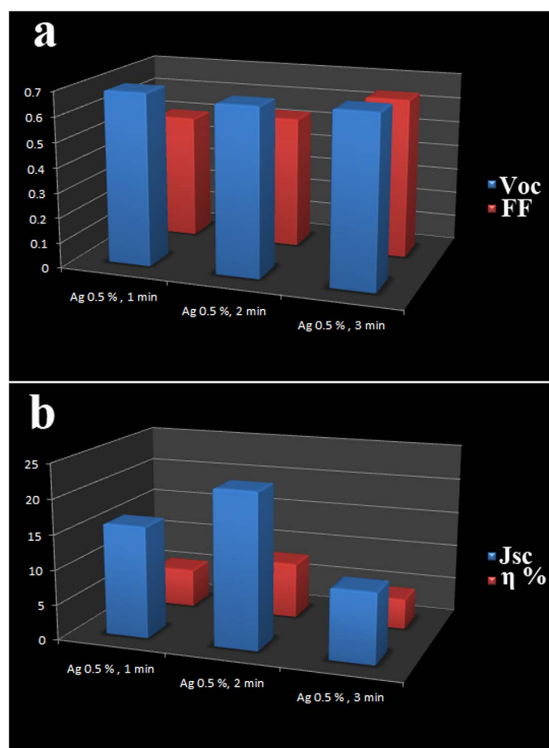 a
0.7
0.6
0.5
0.4
0.3
0.2
0.1
0
Ag 0.5 % , 1 min
Ag 0.5 %, 2 min
Ag 0.5 % , 3 min
Voc
FF
b
25
20
15
10
5
0
Ag 0.5 % , 1 min
Ag 0.5 %, 2 min
Ag 0.5 % , 3 min
Jsc
η %